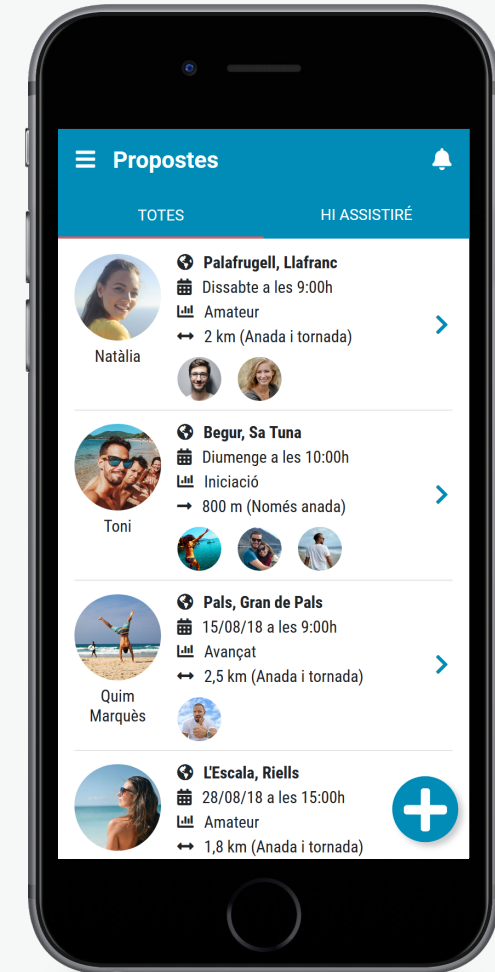 Propostes
TOTES
HI ASSISTIRÉ
Palafrugell, Llafranc
Dissabte a les 9:00h
Amateur
2 km (Anada i tornada)
Natàlia
Begur, Sa Tuna
Diumenge a les 10:00h
Iniciació
800 m (Només anada)
Toni
Pals, Gran de Pals
15/08/18 a les 9:00h
Avançat
2,5 km (Anada i tornada)
Quim
Marquès
L'Escala, Riells
28/08/18 a les 15:00h
Amateur
1,8 km (Anada i tornada)